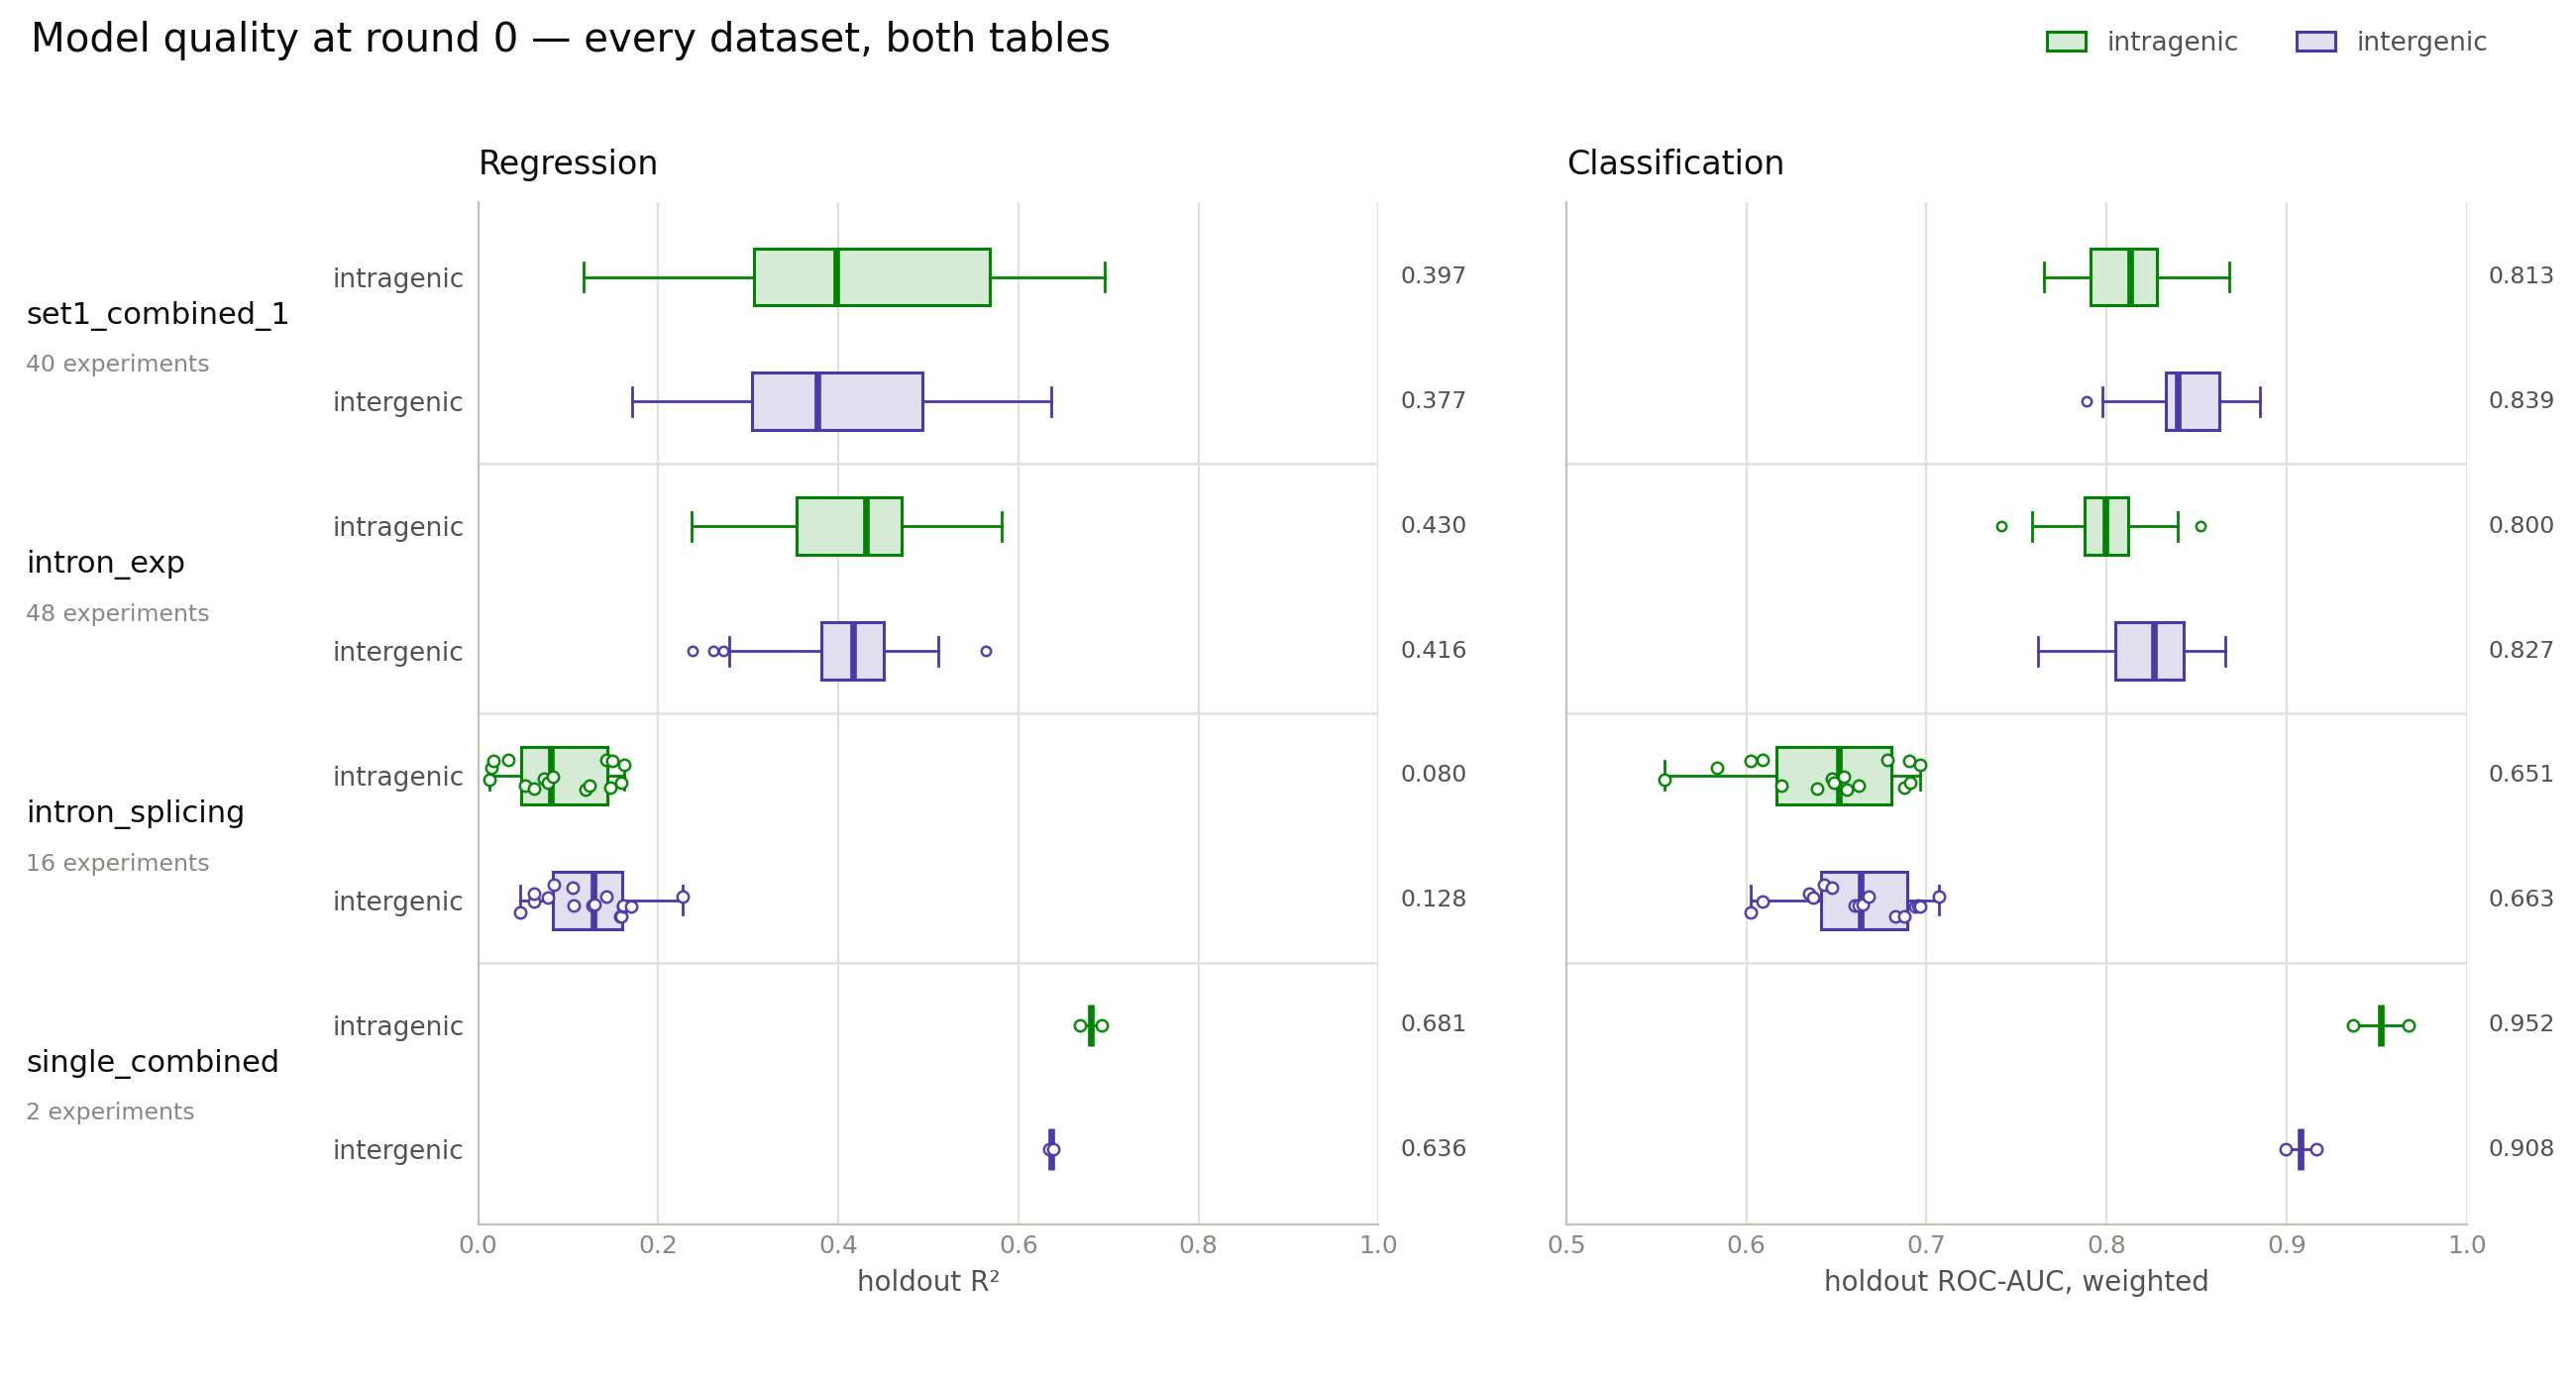 Model quality at round 0 — every dataset, both tables
intragenic
intergenic
Regression
Classification
set1_combined_1
40 experiments
intragenic
0.397
0.813
intergenic
0.377
0.839
intron_exp
48 experiments
intragenic
0.430
0.800
intergenic
0.416
0.827
intron_splicing
16 experiments
intragenic
0.080
0.651
intergenic
0.128
0.663
single_combined
2 experiments
intragenic
0.681
0.952
intergenic
0.636
0.908
0.0 0.2 0.4 0.6 0.8 1.0
holdout R²
0.5 0.6 0.7 0.8 0.9 1.0
holdout ROC-AUC, weighted